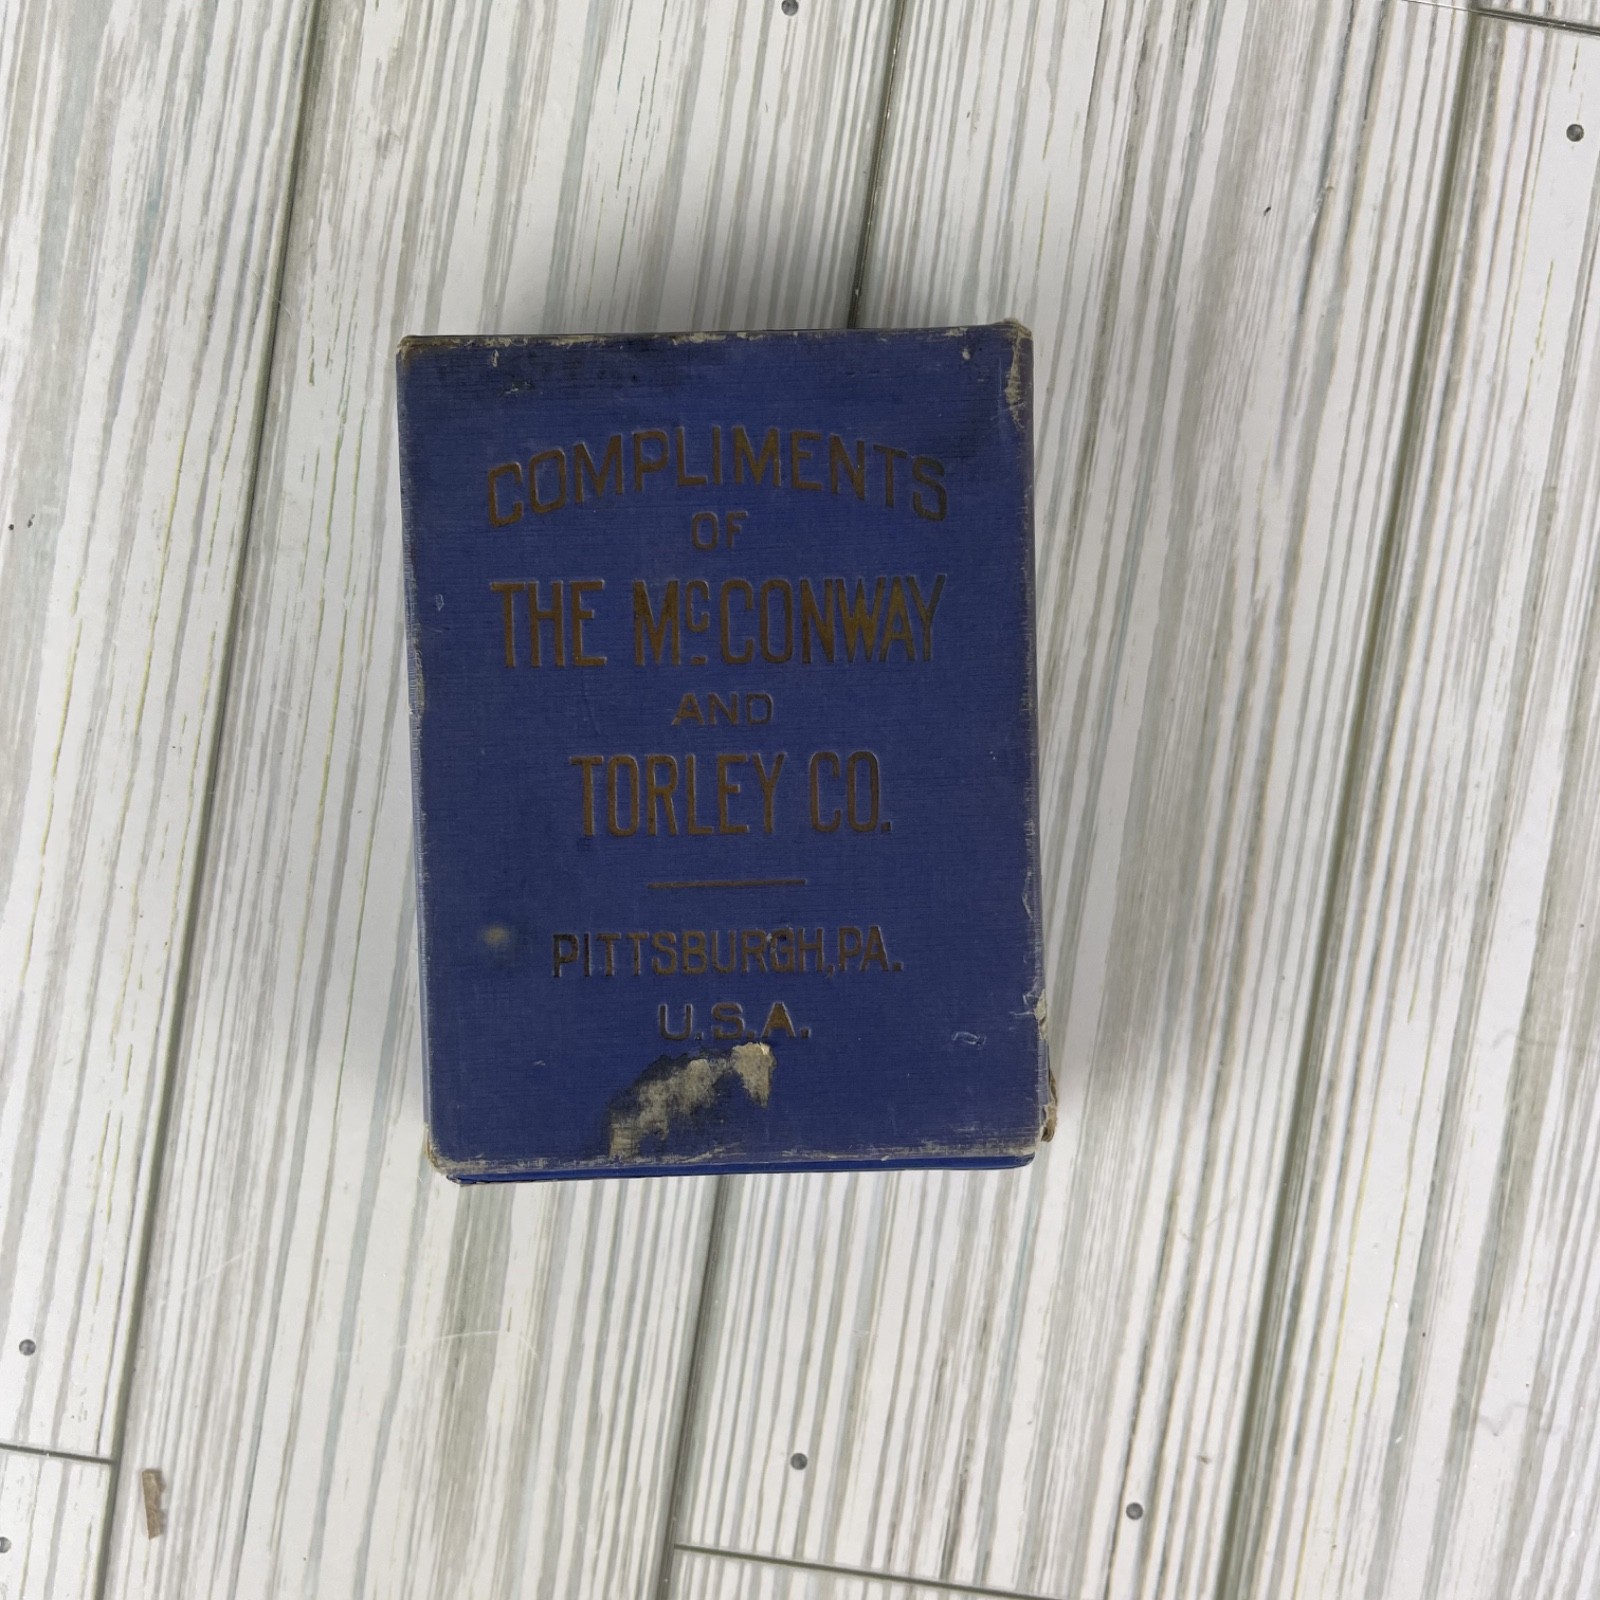 COMPLIMENTS
OF
THE McCONWAY
AND
TORLEY CO.
PITTSBURGH, PA.
U.S.A.